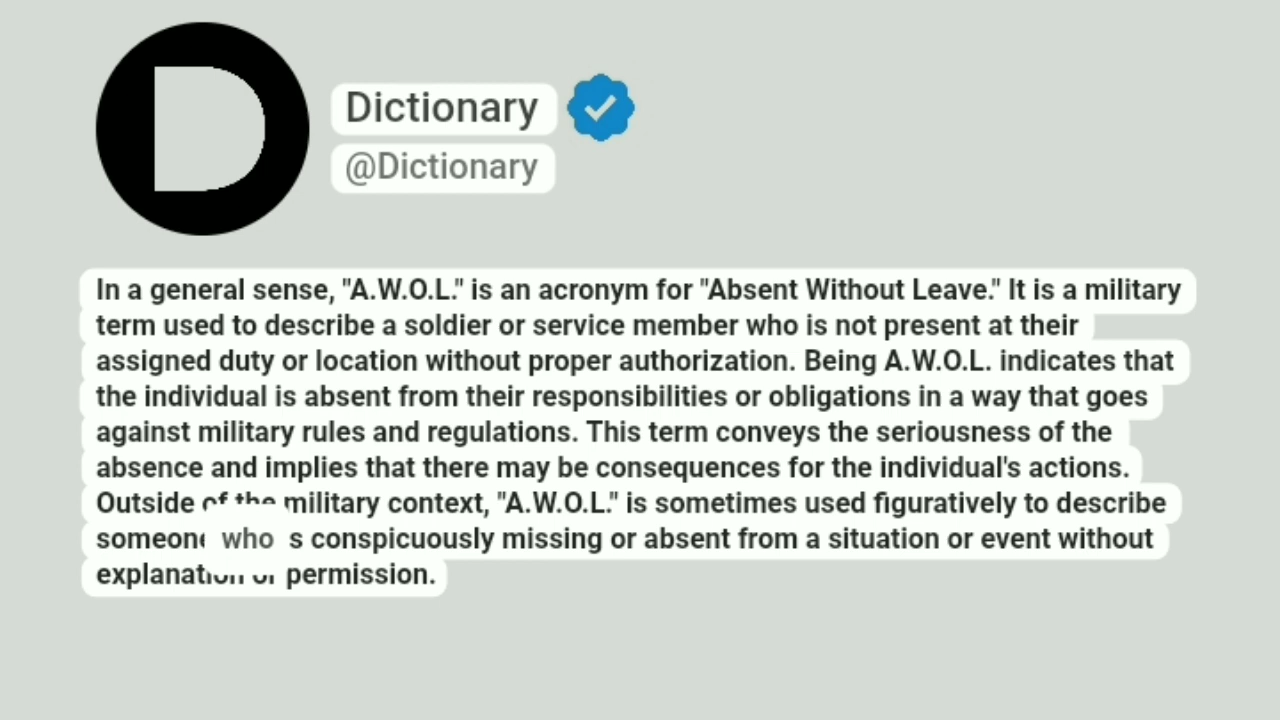 D
Dictionary
@Dictionary
In a general sense, "A.W.O.L." is an acronym for "Absent Without Leave." It is a military
term used to describe a soldier or service member who is not present at their
assigned duty or location without proper authorization. Being A.W.O.L. indicates that
the individual is absent from their responsibilities or obligations in a way that goes
against military rules and regulations. This term conveys the seriousness of the
absence and implies that there may be consequences for the individual's actions.
Outside of the military context, "A.W.O.L." is sometimes used figuratively to describe
someone who s conspicuously missing or absent from a situation or event without
explanation or permission.